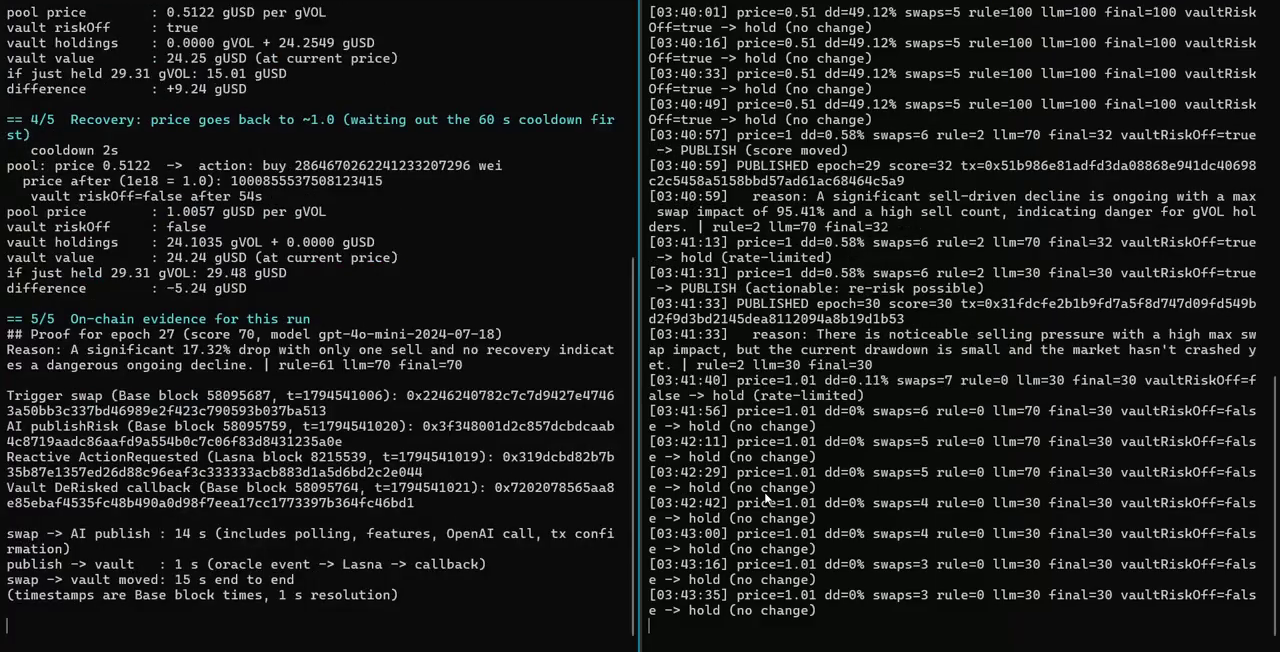 pool price          : 0.5122 gUSD per gVOL
vault riskOff       : true
vault holdings      : 0.0000 gVOL + 24.2549 gUSD
vault value         : 24.25 gUSD (at current price)
if just held 29.31 gVOL: 15.01 gUSD
difference          : +9.24 gUSD
== 4/5  Recovery: price goes back to ~1.0 (waiting out the 60 s cooldown fir
st)
cooldown 2s
pool: price 0.5122  ->  action: buy 2864670262241233207296 wei
price after (1e18 = 1.0): 1000855537508123415
vault riskOff=false after 54s
pool price          : 1.0057 gUSD per gVOL
vault riskOff       : false
vault holdings      : 24.1035 gVOL + 0.0000 gUSD
vault value         : 24.24 gUSD (at current price)
if just held 29.31 gVOL: 29.48 gUSD
difference          : -5.24 gUSD
== 5/5  On-chain evidence for this run
## Proof for epoch 27 (score 70, model gpt-4o-mini-2024-07-18)
Reason: A significant 17.32% drop with only one sell and no recovery indicat
es a dangerous ongoing decline. | rule=61 llm=70 final=70
Trigger swap (Base block 58095687, t=1794541006): 0x2246240782c7c7d9427e4746
3a50bb3c337bd46989e2f423c790593b037ba513
AI publishRisk (Base block 58095759, t=1794541020): 0x3f348001d2c857dcbdcaab
4c8719aadc86aafd9a554b0c7c06f83d8431235a0e
Reactive ActionRequested (Lasna block 8215539, t=1794541019): 0x319dcbd82b7b
35b87e1357ed26d88c96eaf3c333333acb883d1a5d6bd2c2e044
Vault DeRisked callback (Base block 58095764, t=1794541021): 0x7202078565aa8
e85ebaf4535fc48b490a0d98f7eea17cc1773397b364fc46bd1
swap -> AI publish : 14 s (includes polling, features, OpenAI call, tx confi
rmation)
publish -> vault   : 1 s (oracle event -> Lasna -> callback)
swap -> vault moved: 15 s end to end
(timestamps are Base block times, 1 s resolution)
[03:40:01] price=0.51 dd=49.12% swaps=5 rule=100 llm=100 final=100 vaultRisk
Off=true -> hold (no change)
[03:40:16] price=0.51 dd=49.12% swaps=5 rule=100 llm=100 final=100 vaultRisk
Off=true -> hold (no change)
[03:40:33] price=0.51 dd=49.12% swaps=5 rule=100 llm=100 final=100 vaultRisk
Off=true -> hold (no change)
[03:40:49] price=0.51 dd=49.12% swaps=5 rule=100 llm=100 final=100 vaultRisk
Off=true -> hold (no change)
[03:40:57] price=1 dd=0.58% swaps=6 rule=2 llm=70 final=32 vaultRiskOff=true
-> PUBLISH (score moved)
[03:40:59] PUBLISHED epoch=29 score=32 tx=0x51b986e81adfd3da08868e941dc40698
c2c5458a5158bbd57ad61ac68464c5a9
[03:40:59]   reason: A significant sell-driven decline is ongoing with a max
swap impact of 95.41% and a high sell count, indicating danger for gVOL hol
ders. | rule=2 llm=70 final=32
[03:41:13] price=1 dd=0.58% swaps=6 rule=2 llm=70 final=32 vaultRiskOff=true
-> hold (rate-limited)
[03:41:31] price=1 dd=0.58% swaps=6 rule=2 llm=30 final=30 vaultRiskOff=true
-> PUBLISH (actionable: re-risk possible)
[03:41:33] PUBLISHED epoch=30 score=30 tx=0x31fdcfe2b1b9fd7a5f8d747d09fd549b
d2f9d3bd2145dea8112094a8b19d1b53
[03:41:33]   reason: There is noticeable selling pressure with a high max sw
ap impact, but the current drawdown is small and the market hasn't crashed y
et. | rule=2 llm=30 final=30
[03:41:40] price=1.01 dd=0.11% swaps=7 rule=0 llm=30 final=30 vaultRiskOff=f
alse -> hold (rate-limited)
[03:41:56] price=1.01 dd=0% swaps=6 rule=0 llm=70 final=30 vaultRiskOff=fals
e -> hold (no change)
[03:42:11] price=1.01 dd=0% swaps=5 rule=0 llm=70 final=30 vaultRiskOff=fals
e -> hold (no change)
[03:42:29] price=1.01 dd=0% swaps=5 rule=0 llm=70 final=30 vaultRiskOff=fals
e -> hold (no change)
[03:42:42] price=1.01 dd=0% swaps=4 rule=0 llm=30 final=30 vaultRiskOff=fals
e -> hold (no change)
[03:43:00] price=1.01 dd=0% swaps=4 rule=0 llm=30 final=30 vaultRiskOff=fals
e -> hold (no change)
[03:43:16] price=1.01 dd=0% swaps=3 rule=0 llm=30 final=30 vaultRiskOff=fals
e -> hold (no change)
[03:43:35] price=1.01 dd=0% swaps=3 rule=0 llm=30 final=30 vaultRiskOff=fals
e -> hold (no change)